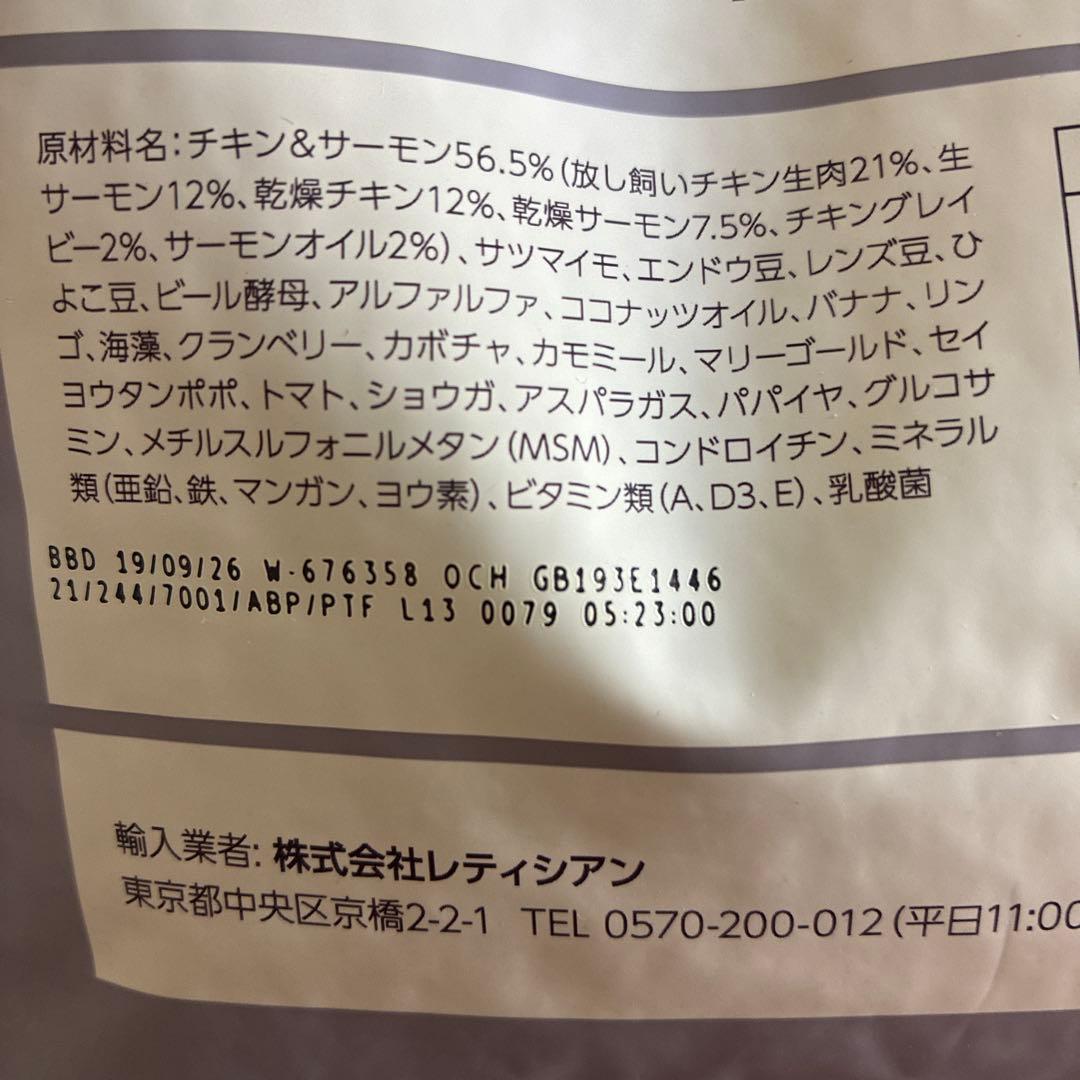 原材料名：チキン＆サーモン56.5%（放し飼いチキン生肉21%、生
サーモン12%、乾燥チキン12%、乾燥サーモン7.5%、チキングレイ
ビー2%、サーモンオイル2%）、サツマイモ、エンドウ豆、レンズ豆、ひ
よこ豆、ビール酵母、アルファルファ、ココナッツオイル、バナナ、リン
ゴ、海藻、クランベリー、カボチャ、カモミール、マリーゴールド、セイ
ヨウタンポポ、トマト、ショウガ、アスパラガス、パパイヤ、グルコサ
ミン、メチルスルフォニルメタン（MSM）、コンドロイチン、ミネラル
類（亜鉛、鉄、マンガン、ヨウ素）、ビタミン類（A、D3、E）、乳酸菌
BBD 19/09/26 W-676358 OCH GB193E1446
21/244/7001/ABP/PTF L13 0079 05:23:00
輸入業者: 株式会社レティシアン
東京都中央区京橋2-2-1 TEL 0570-200-012（平日11:00